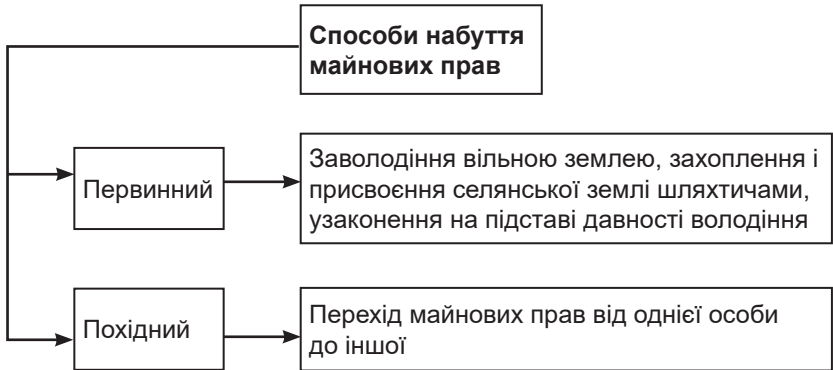 Способи набуття
майнових прав
Первинний
Заволодіння вільною землею, захоплення і
присвоєння селянської землі шляхтичами,
узаконення на підставі давності володіння
Похідний
Перехід майнових прав від однієї особи
до іншої